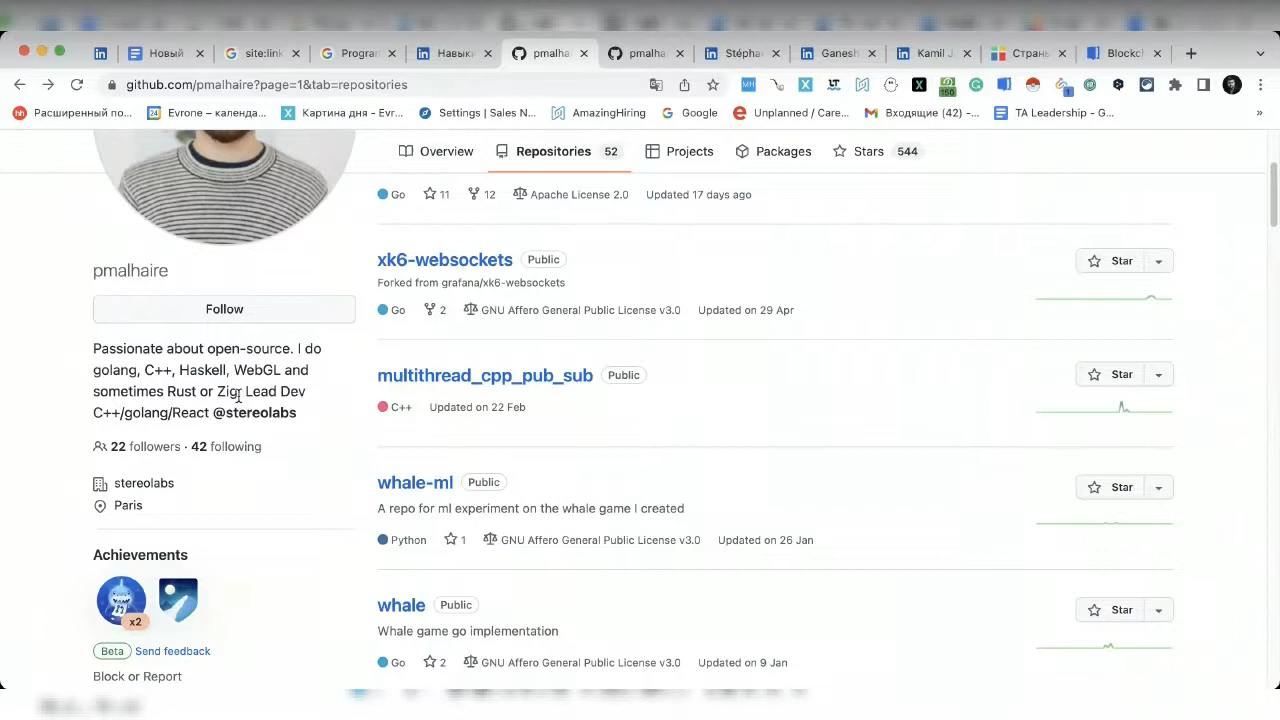 Новый
site:link
Program
Навык
pmalha
pmalha
Stépha
Ganesh
Kamil J
Страны
Blockc
github.com/pmalhaire?page=1&tab=repositories
150
1
Расширенный по...
Evrone – календа...
Картина дня - Evr...
Settings | Sales N...
AmazingHiring
Google
Unplanned / Care...
Входящие (42) -...
TA Leadership - G...
»
Overview
Repositories 52
Projects
Packages
Stars 544
Go 11 12 Apache License 2.0 Updated 17 days ago
xk6-websockets Public
Star
Forked from grafana/xk6-websockets
Go 2 GNU Affero General Public License v3.0 Updated on 29 Apr
multithread_cpp_pub_sub Public
Star
C++ Updated on 22 Feb
whale-ml Public
Star
A repo for ml experiment on the whale game I created
Python 1 GNU Affero General Public License v3.0 Updated on 26 Jan
whale Public
Star
Whale game go implementation
Go 2 GNU Affero General Public License v3.0 Updated on 9 Jan
pmalhaire
Follow
Passionate about open-source. I do
golang, C++, Haskell, WebGL and
sometimes Rust or Zig. Lead Dev
C++/golang/React @stereolabs
22 followers · 42 following
stereolabs
Paris
Achievements
x2
Beta Send feedback
Block or Report